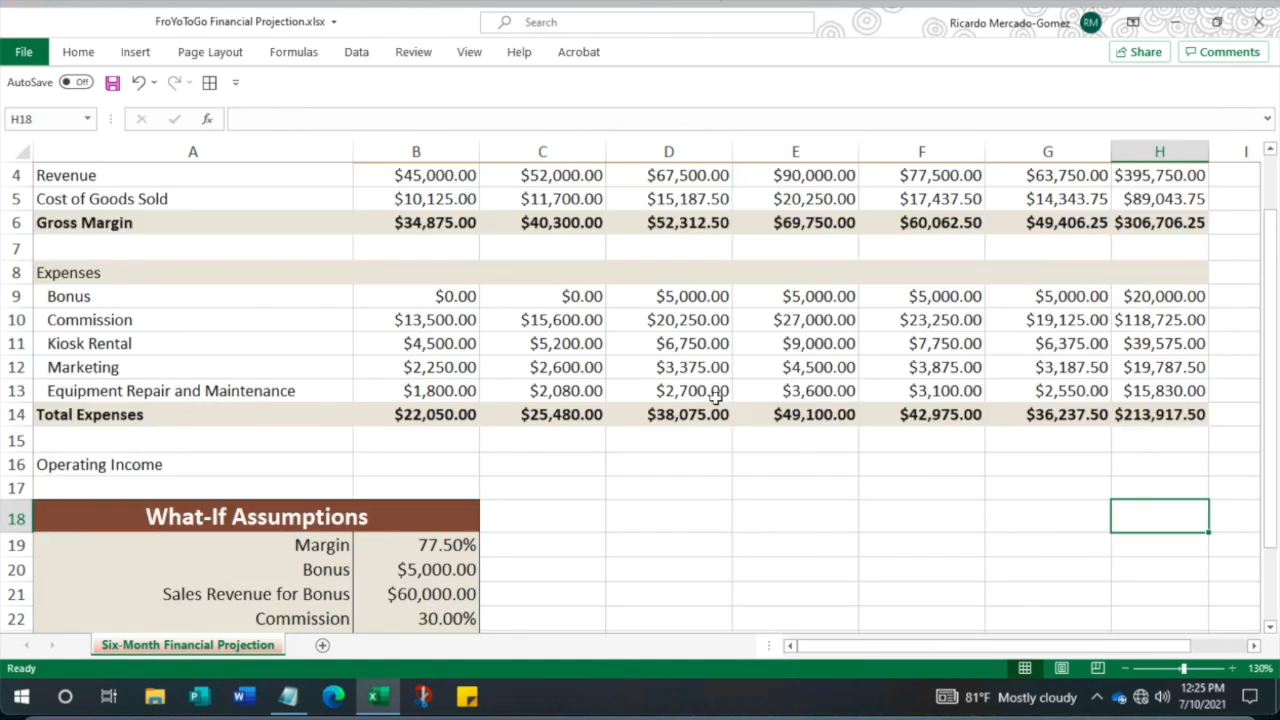 FroYoToGo Financial Projection.xlsx
Search
Ricardo Mercado-Gomez RM
File Home Insert Page Layout Formulas Data Review View Help Acrobat Share Comments
AutoSave Off
H18 fx
A B C D E F G H I
4 Revenue $45,000.00 $52,000.00 $67,500.00 $90,000.00 $77,500.00 $63,750.00 $395,750.00
5 Cost of Goods Sold $10,125.00 $11,700.00 $15,187.50 $20,250.00 $17,437.50 $14,343.75 $89,043.75
6 Gross Margin $34,875.00 $40,300.00 $52,312.50 $69,750.00 $60,062.50 $49,406.25 $306,706.25
7
8 Expenses
9 Bonus $0.00 $0.00 $5,000.00 $5,000.00 $5,000.00 $5,000.00 $20,000.00
10 Commission $13,500.00 $15,600.00 $20,250.00 $27,000.00 $23,250.00 $19,125.00 $118,725.00
11 Kiosk Rental $4,500.00 $5,200.00 $6,750.00 $9,000.00 $7,750.00 $6,375.00 $39,575.00
12 Marketing $2,250.00 $2,600.00 $3,375.00 $4,500.00 $3,875.00 $3,187.50 $19,787.50
13 Equipment Repair and Maintenance $1,800.00 $2,080.00 $2,700.00 $3,600.00 $3,100.00 $2,550.00 $15,830.00
14 Total Expenses $22,050.00 $25,480.00 $38,075.00 $49,100.00 $42,975.00 $36,237.50 $213,917.50
15
16 Operating Income
17
18 What-If Assumptions
19 Margin 77.50%
20 Bonus $5,000.00
21 Sales Revenue for Bonus $60,000.00
22 Commission 30.00%
Six-Month Financial Projection
Ready 130%
81°F Mostly cloudy 12:25 PM
7/10/2021